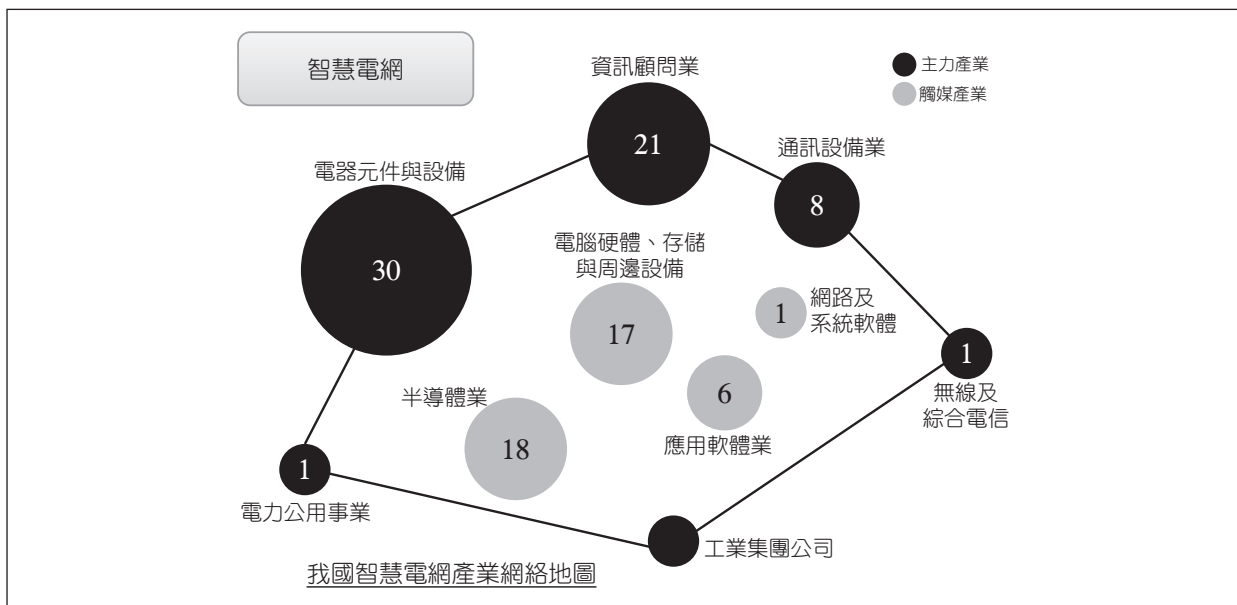 智慧電網
主力產業
觸媒產業
資訊顧問業
21
通訊設備業
8
電器元件與設備
30
電腦硬體、存儲
與周邊設備
17
網路及
系統軟體
1
無線及
綜合電信
1
半導體業
18
應用軟體業
6
電力公用事業
1
工業集團公司
我國智慧電網產業網絡地圖